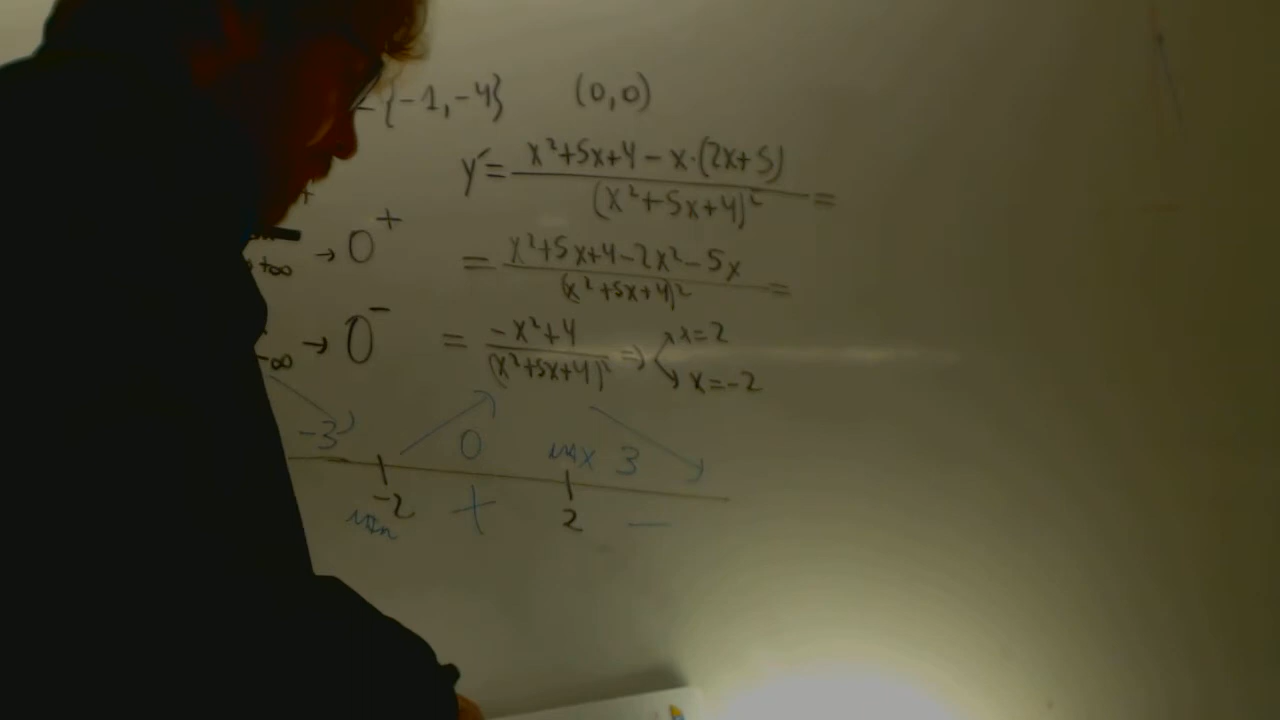 -{-1,-4} (0,0)
y' = x²+5x+4 - x·(2x+5) / (x²+5x+4)² =
+∞ → 0⁺
= x²+5x+4-2x²-5x / (x²+5x+4)² =
-∞ → 0⁻
= -x²+4 / (x²+5x+4)² ⇒ x=2
x=-2
-3 0 MAX 3
-2 + 2 -
Min